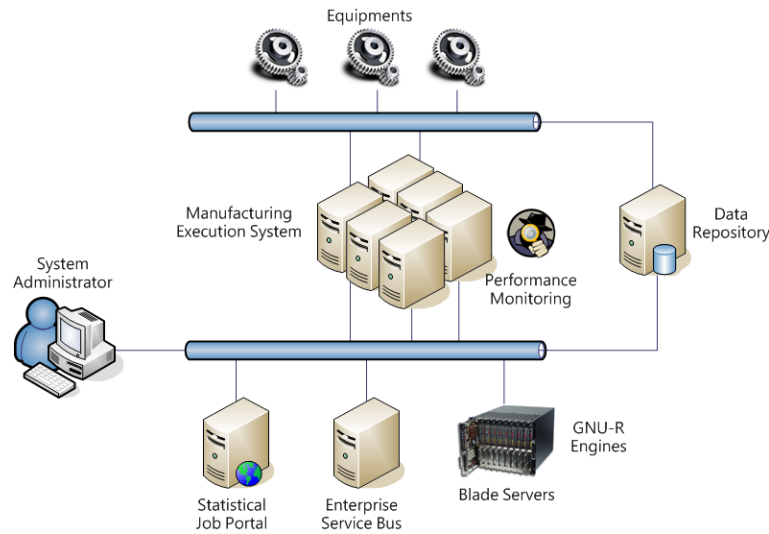 Equipments
Manufacturing
Execution System
Data
Repository
System
Administrator
Performance
Monitoring
GNU-R
Engines
Blade Servers
Statistical
Job Portal
Enterprise
Service Bus